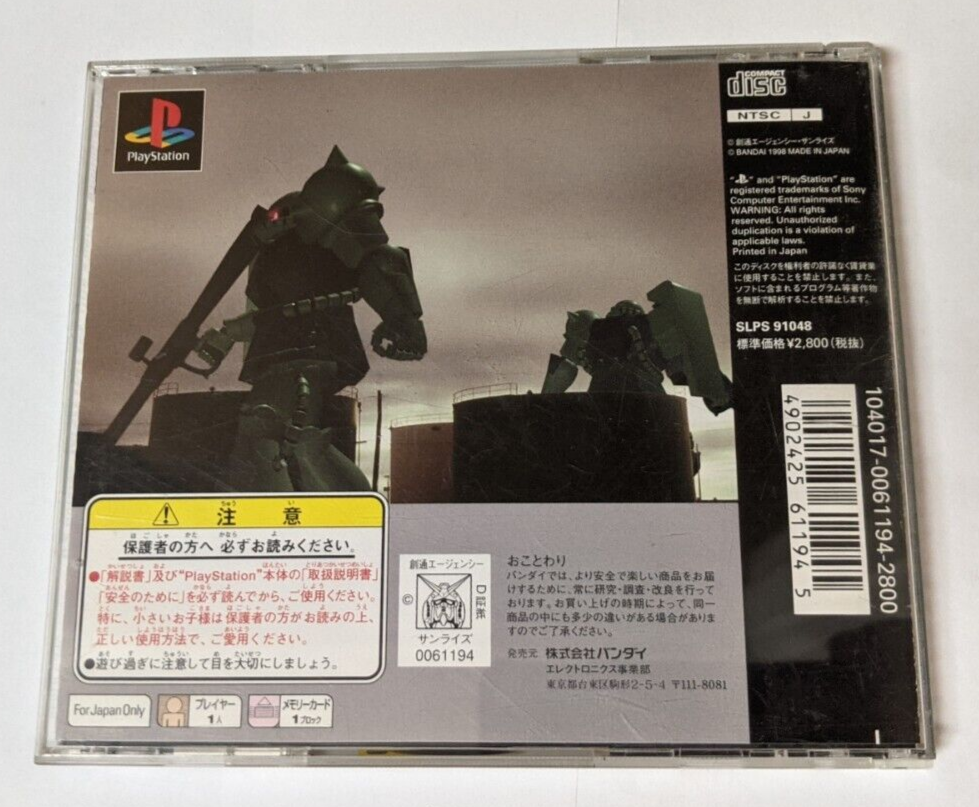 PlayStation
COMPACT
disc
NTSC J
© 創通エージェンシー・サンライズ
© BANDAI 1998 MADE IN JAPAN
" " and "PlayStation" are
registered trademarks of Sony
Computer Entertainment Inc.
WARNING: All rights
reserved. Unauthorized
duplication is a violation of
applicable laws.
Printed in Japan
このディスクを権利者の許諾なく賃貸業
に使用することを禁止します。また、
ソフトに含まれるプログラム等著作物
を無断で解析することを禁止します。
SLPS 91048
標準価格¥2,800(税抜)
104017-0061194-2800
4902425 61194 5
注意
保護者の方へ 必ずお読みください。
●「解説書」及び"PlayStation"本体の「取扱説明書」
「安全のために」を必ず読んでから、ご使用ください。
特に、小さいお子様は保護者の方がお読みの上、
正しい使用方法で、ご愛用ください。
●遊び過ぎに注意して目を大切にしましょう。
For Japan Only
プレイヤー
1人
メモリーカード
1ブロック
創通エージェンシー
©
D証紙
サンライズ
0061194
おことわり
バンダイでは、より安全で楽しい商品をお届
けするために、常に研究・調査・改良を行って
おります。お買い上げの時期によって、同一
商品の中にも多少の違いがある場合がありま
すのでご了承ください。
発売元 株式会社バンダイ
エレクトロニクス事業部
東京都台東区駒形2-5-4 〒111-8081